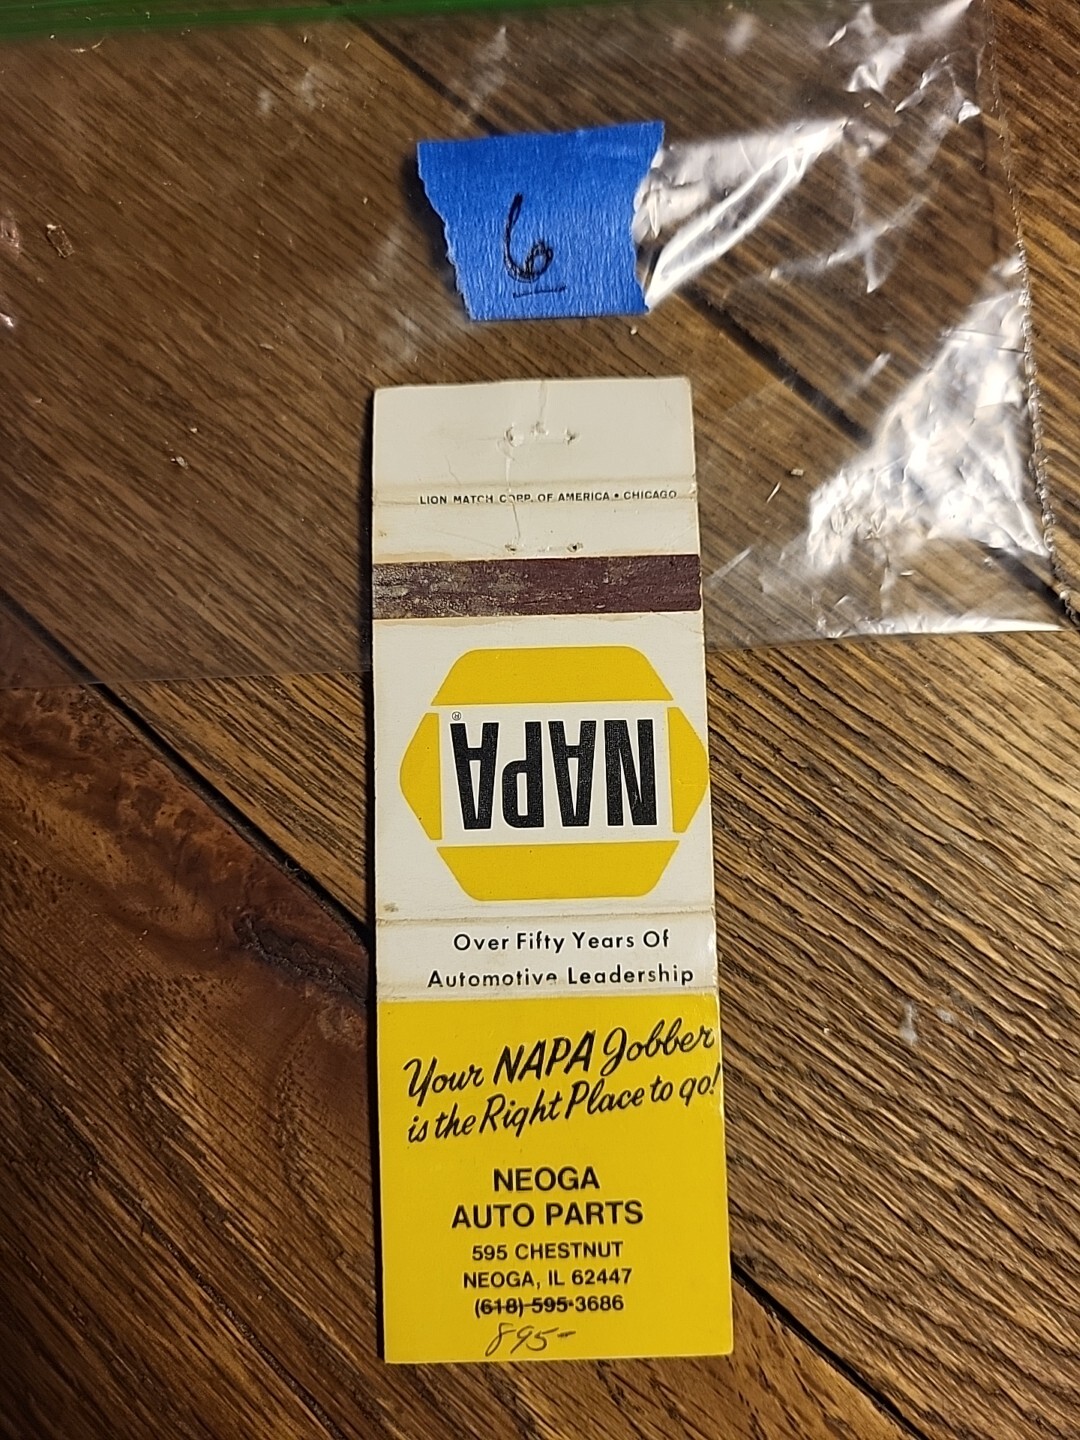 6
LION MATCH CORP. OF AMERICA • CHICAGO
NAPA®
Over Fifty Years Of
Automotive Leadership
Your NAPA Jobber
is the Right Place to go!
NEOGA
AUTO PARTS
595 CHESTNUT
NEOGA, IL 62447
(618) 595-3686
895-